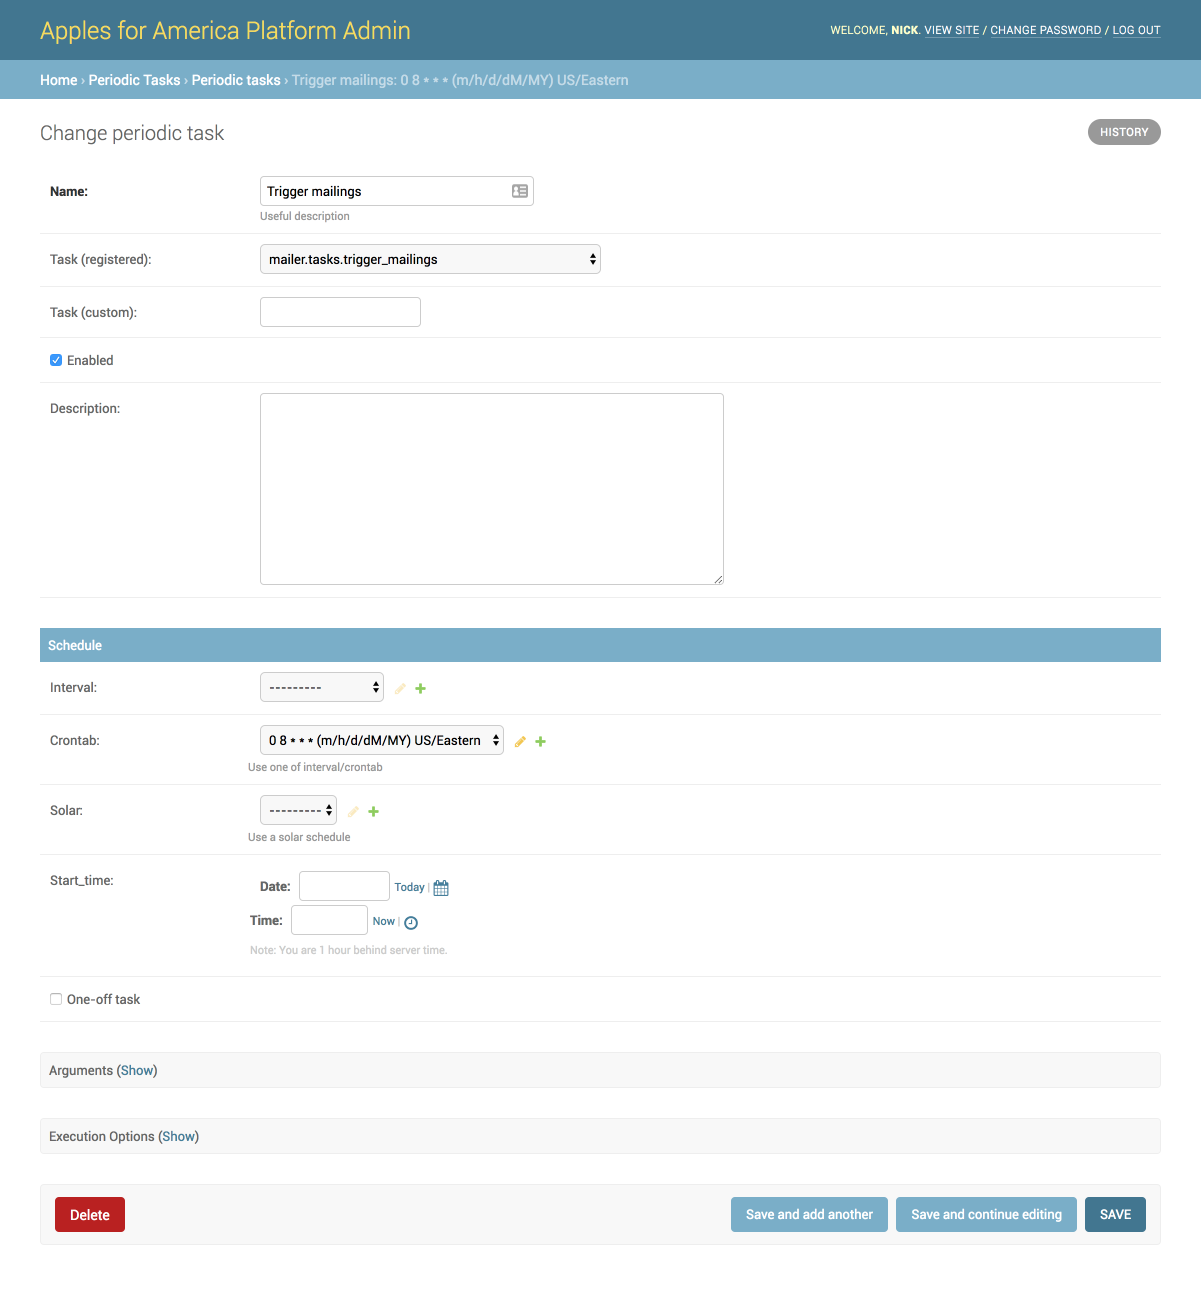 Apples for America Platform Admin
WELCOME, NICK. VIEW SITE / CHANGE PASSWORD / LOG OUT
Home › Periodic Tasks › Periodic tasks › Trigger mailings: 0 8 * * * (m/h/d/dM/MY) US/Eastern
Change periodic task
HISTORY
Name:
Trigger mailings
Useful description
Task (registered):
mailer.tasks.trigger_mailings
Task (custom):
Enabled
Description:
Schedule
Interval:
---------
Crontab:
0 8 * * * (m/h/d/dM/MY) US/Eastern
Use one of interval/crontab
Solar:
---------
Use a solar schedule
Start_time:
Date:
Today |
Time:
Now |
Note: You are 1 hour behind server time.
One-off task
Arguments (Show)
Execution Options (Show)
Delete
Save and add another
Save and continue editing
SAVE